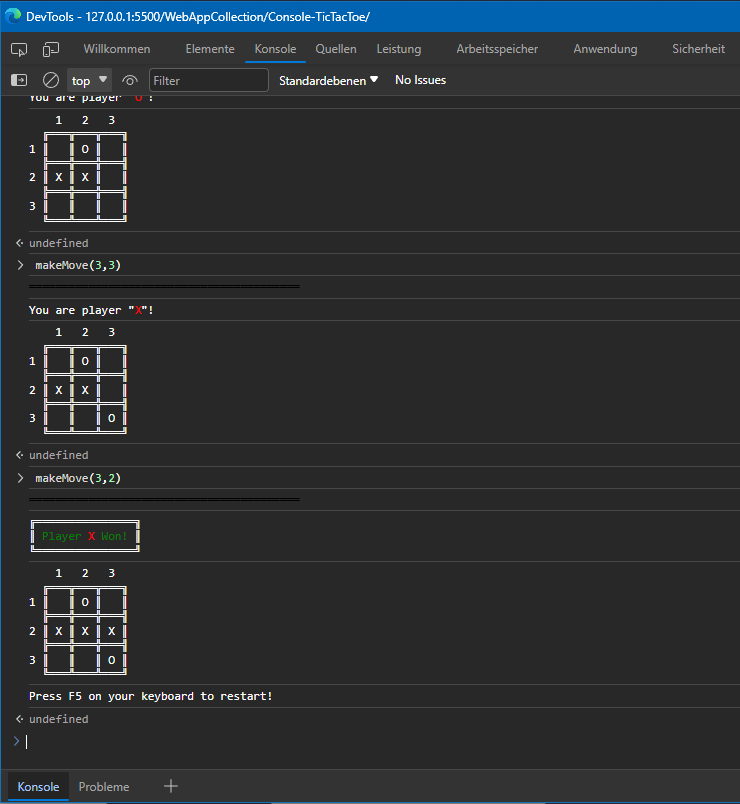 DevTools - 127.0.0.1:5500/WebAppCollection/Console-TicTacToe/
Willkommen Elemente Konsole Quellen Leistung Arbeitsspeicher Anwendung Sicherheit
top Filter Standardebenen No Issues
You are player "O"!
1 2 3
1 O
2 X X
3
undefined
makeMove(3,3)
You are player "X"!
1 2 3
1 O
2 X X
3 O
undefined
makeMove(3,2)
Player X Won!
1 2 3
1 O
2 X X X
3 O
Press F5 on your keyboard to restart!
undefined
Konsole Probleme